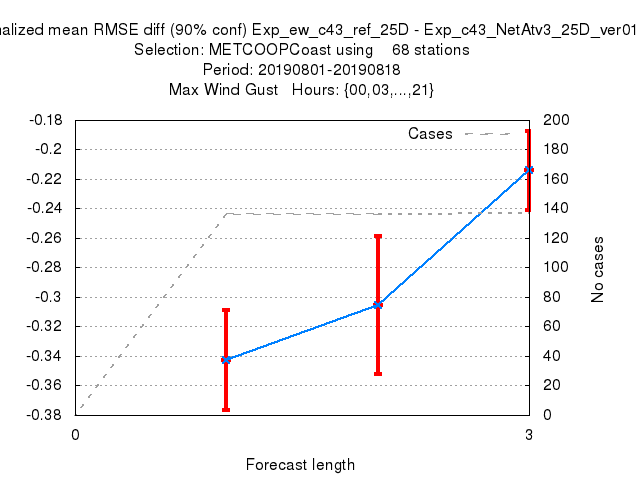 nalized mean RMSE diff (90% conf) Exp_ew_c43_ref_25D - Exp_c43_NetAtv3_25D_ver01
Selection: METCOOPCoast using 68 stations
Period: 20190801-20190818
Max Wind Gust Hours: {00,03,...,21}
-0.18 200
Cases
-0.2 180
-0.22 160
-0.24 140
-0.26 120
-0.28 100
-0.3 80
-0.32 60
-0.34 40
-0.36 20
-0.38 0
No cases
0 3
Forecast length